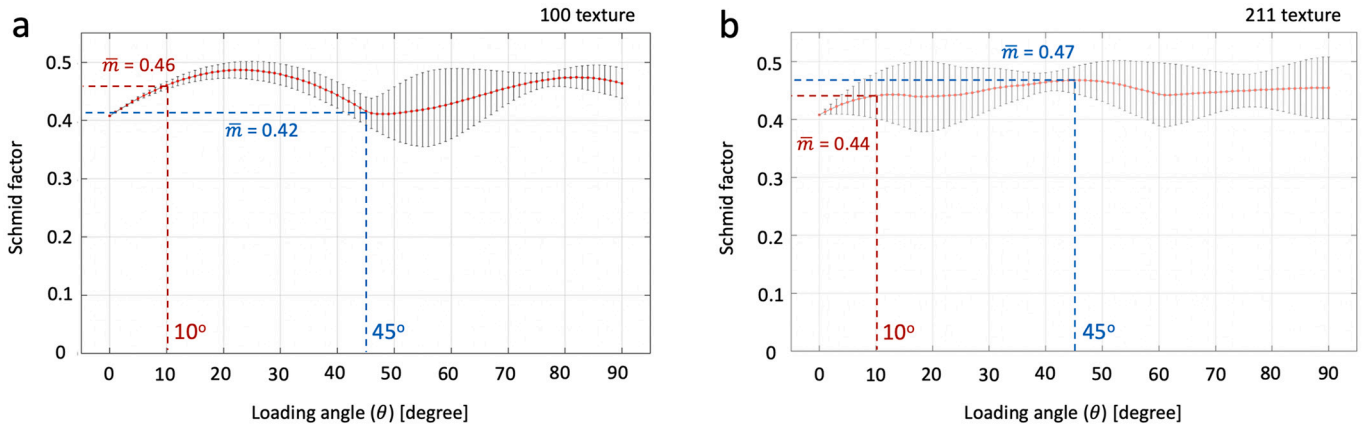 a
100 texture
0.5
0.4
0.3
0.2
0.1
0
m̅ = 0.46
m̅ = 0.42
10°
45°
0 10 20 30 40 50 60 70 80 90
Schmid factor
Loading angle (θ) [degree]
b
211 texture
0.5
0.4
0.3
0.2
0.1
0
m̅ = 0.47
m̅ = 0.44
10°
45°
0 10 20 30 40 50 60 70 80 90
Schmid factor
Loading angle (θ) [degree]